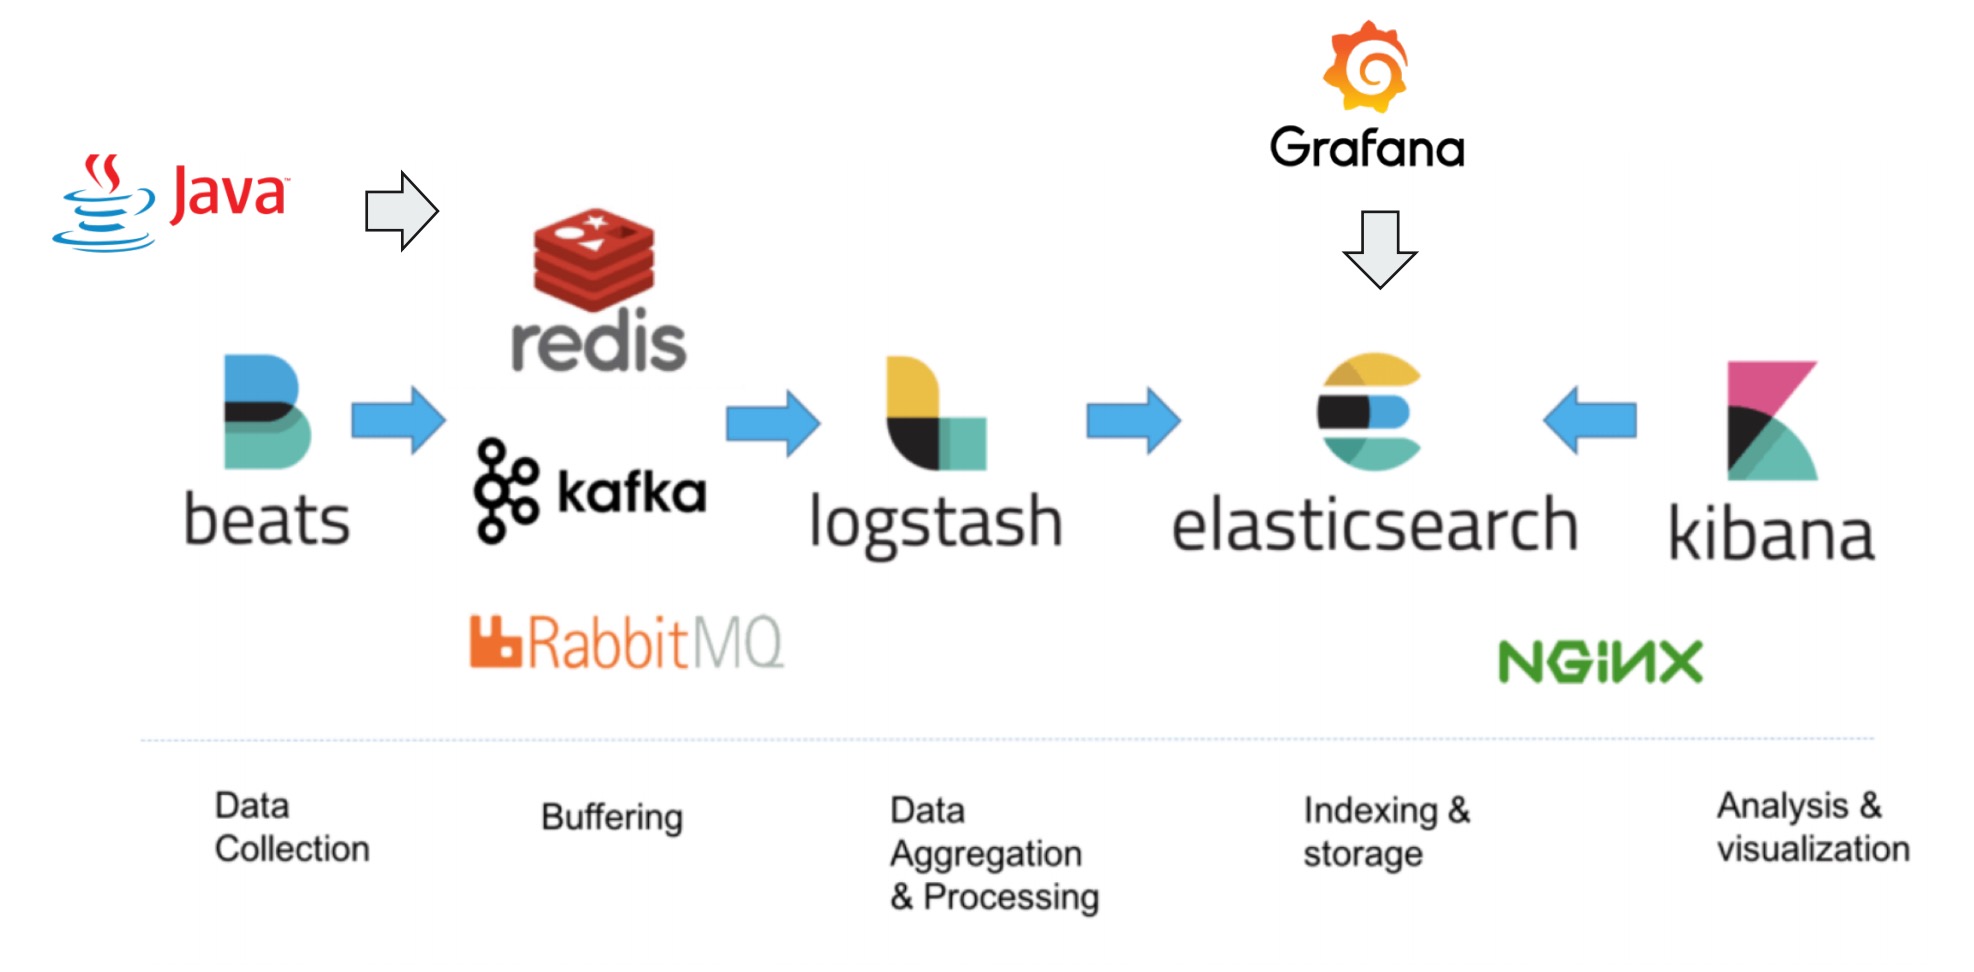 Grafana
Java™
redis
beats
kafka
logstash
elasticsearch
kibana
RabbitMQ
NGINX
Data
Collection
Buffering
Data
Aggregation
& Processing
Indexing &
storage
Analysis &
visualization